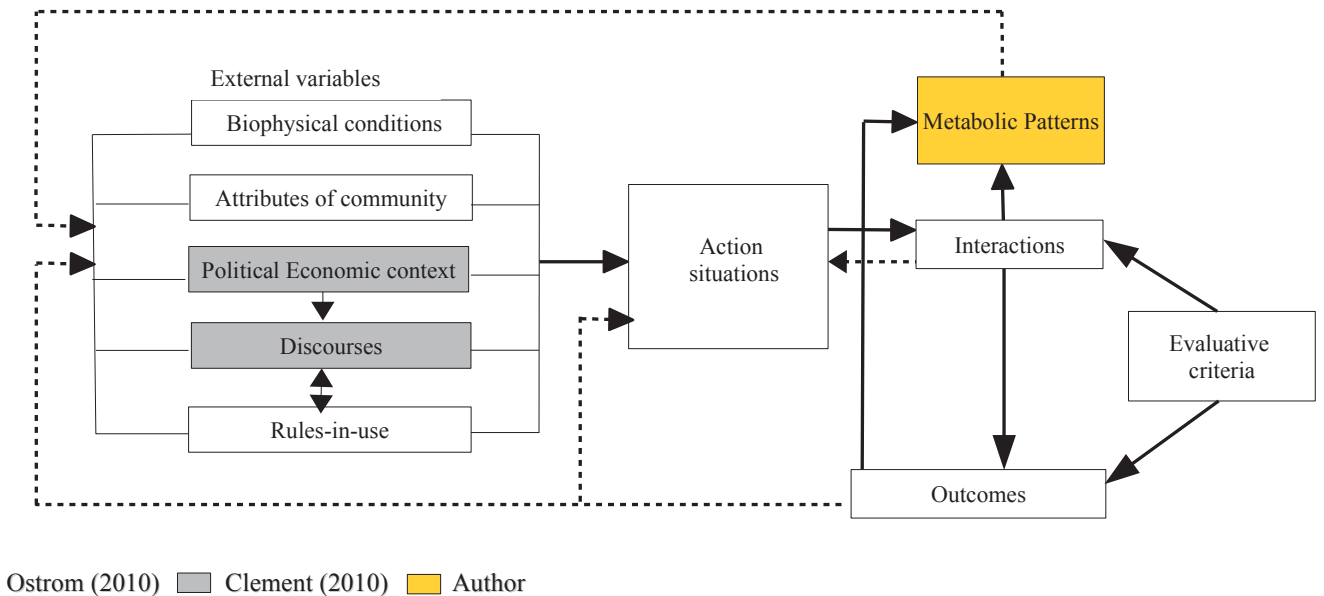 External variables
Biophysical conditions
Attributes of community
Political Economic context
Discourses
Rules-in-use
Action
situations
Metabolic Patterns
Interactions
Evaluative
criteria
Outcomes
Ostrom (2010) Clement (2010) Author